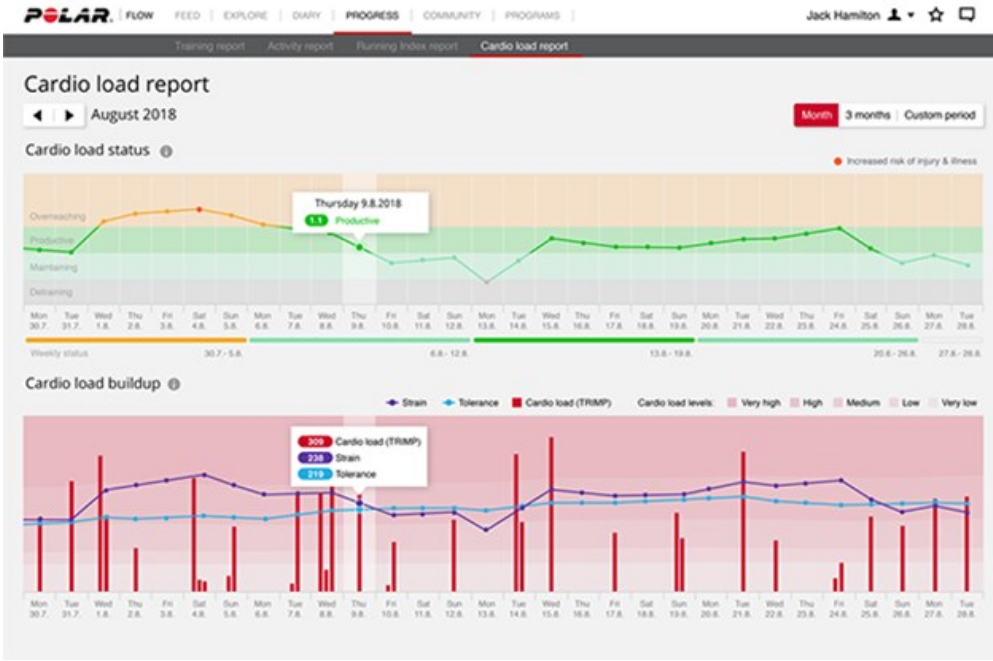 POLAR. FLOW FEED EXPLORE DIARY PROGRESS COMMUNITY PROGRAMS Jack Hamilton
Training report Activity report Running Index report Cardio load report
Cardio load report
August 2018
Month 3 months Custom period
Cardio load status
Increased risk of injury & illness
Thursday 9.8.2018
1.1 Productive
Overreaching
Productive
Maintaining
Detraining
Mon Tue Wed Thu Fri Sat Sun Mon Tue Wed Thu Fri Sat Sun Mon Tue Wed Thu Fri Sat Sun Mon Tue Wed Thu Fri Sat Sun Mon Tue
30.7. 31.7. 1.8. 2.8. 3.8. 4.8. 5.8. 6.8. 7.8. 8.8. 9.8. 10.8. 11.8. 12.8. 13.8. 14.8. 15.8. 16.8. 17.8. 18.8. 19.8. 20.8. 21.8. 22.8. 23.8. 24.8. 25.8. 26.8. 27.8. 28.8.
Weekly status 30.7.- 5.8. 6.8.- 12.8. 13.8.- 19.8. 20.8.- 26.8. 27.8.- 28.8.
Cardio load buildup
Strain Tolerance Cardio load (TRIMP) Cardio load levels: Very high High Medium Low Very low
309 Cardio load (TRIMP)
238 Strain
219 Tolerance
Mon Tue Wed Thu Fri Sat Sun Mon Tue Wed Thu Fri Sat Sun Mon Tue Wed Thu Fri Sat Sun Mon Tue Wed Thu Fri Sat Sun Mon Tue
30.7. 31.7. 1.8. 2.8. 3.8. 4.8. 5.8. 6.8. 7.8. 8.8. 9.8. 10.8. 11.8. 12.8. 13.8. 14.8. 15.8. 16.8. 17.8. 18.8. 19.8. 20.8. 21.8. 22.8. 23.8. 24.8. 25.8. 26.8. 27.8. 28.8.